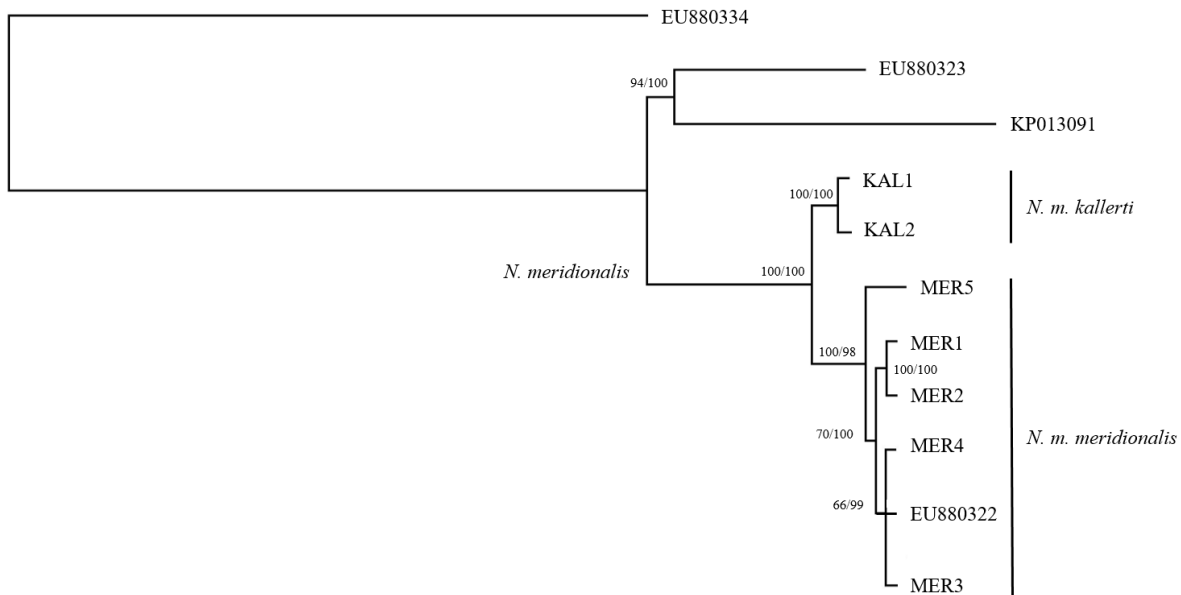 EU880334
EU880323
94/100
KP013091
KAL1
100/100
N. m. kallerti
KAL2
N. meridionalis
100/100
MER5
MER1
100/98
100/100
MER2
70/100
MER4
N. m. meridionalis
66/99
EU880322
MER3